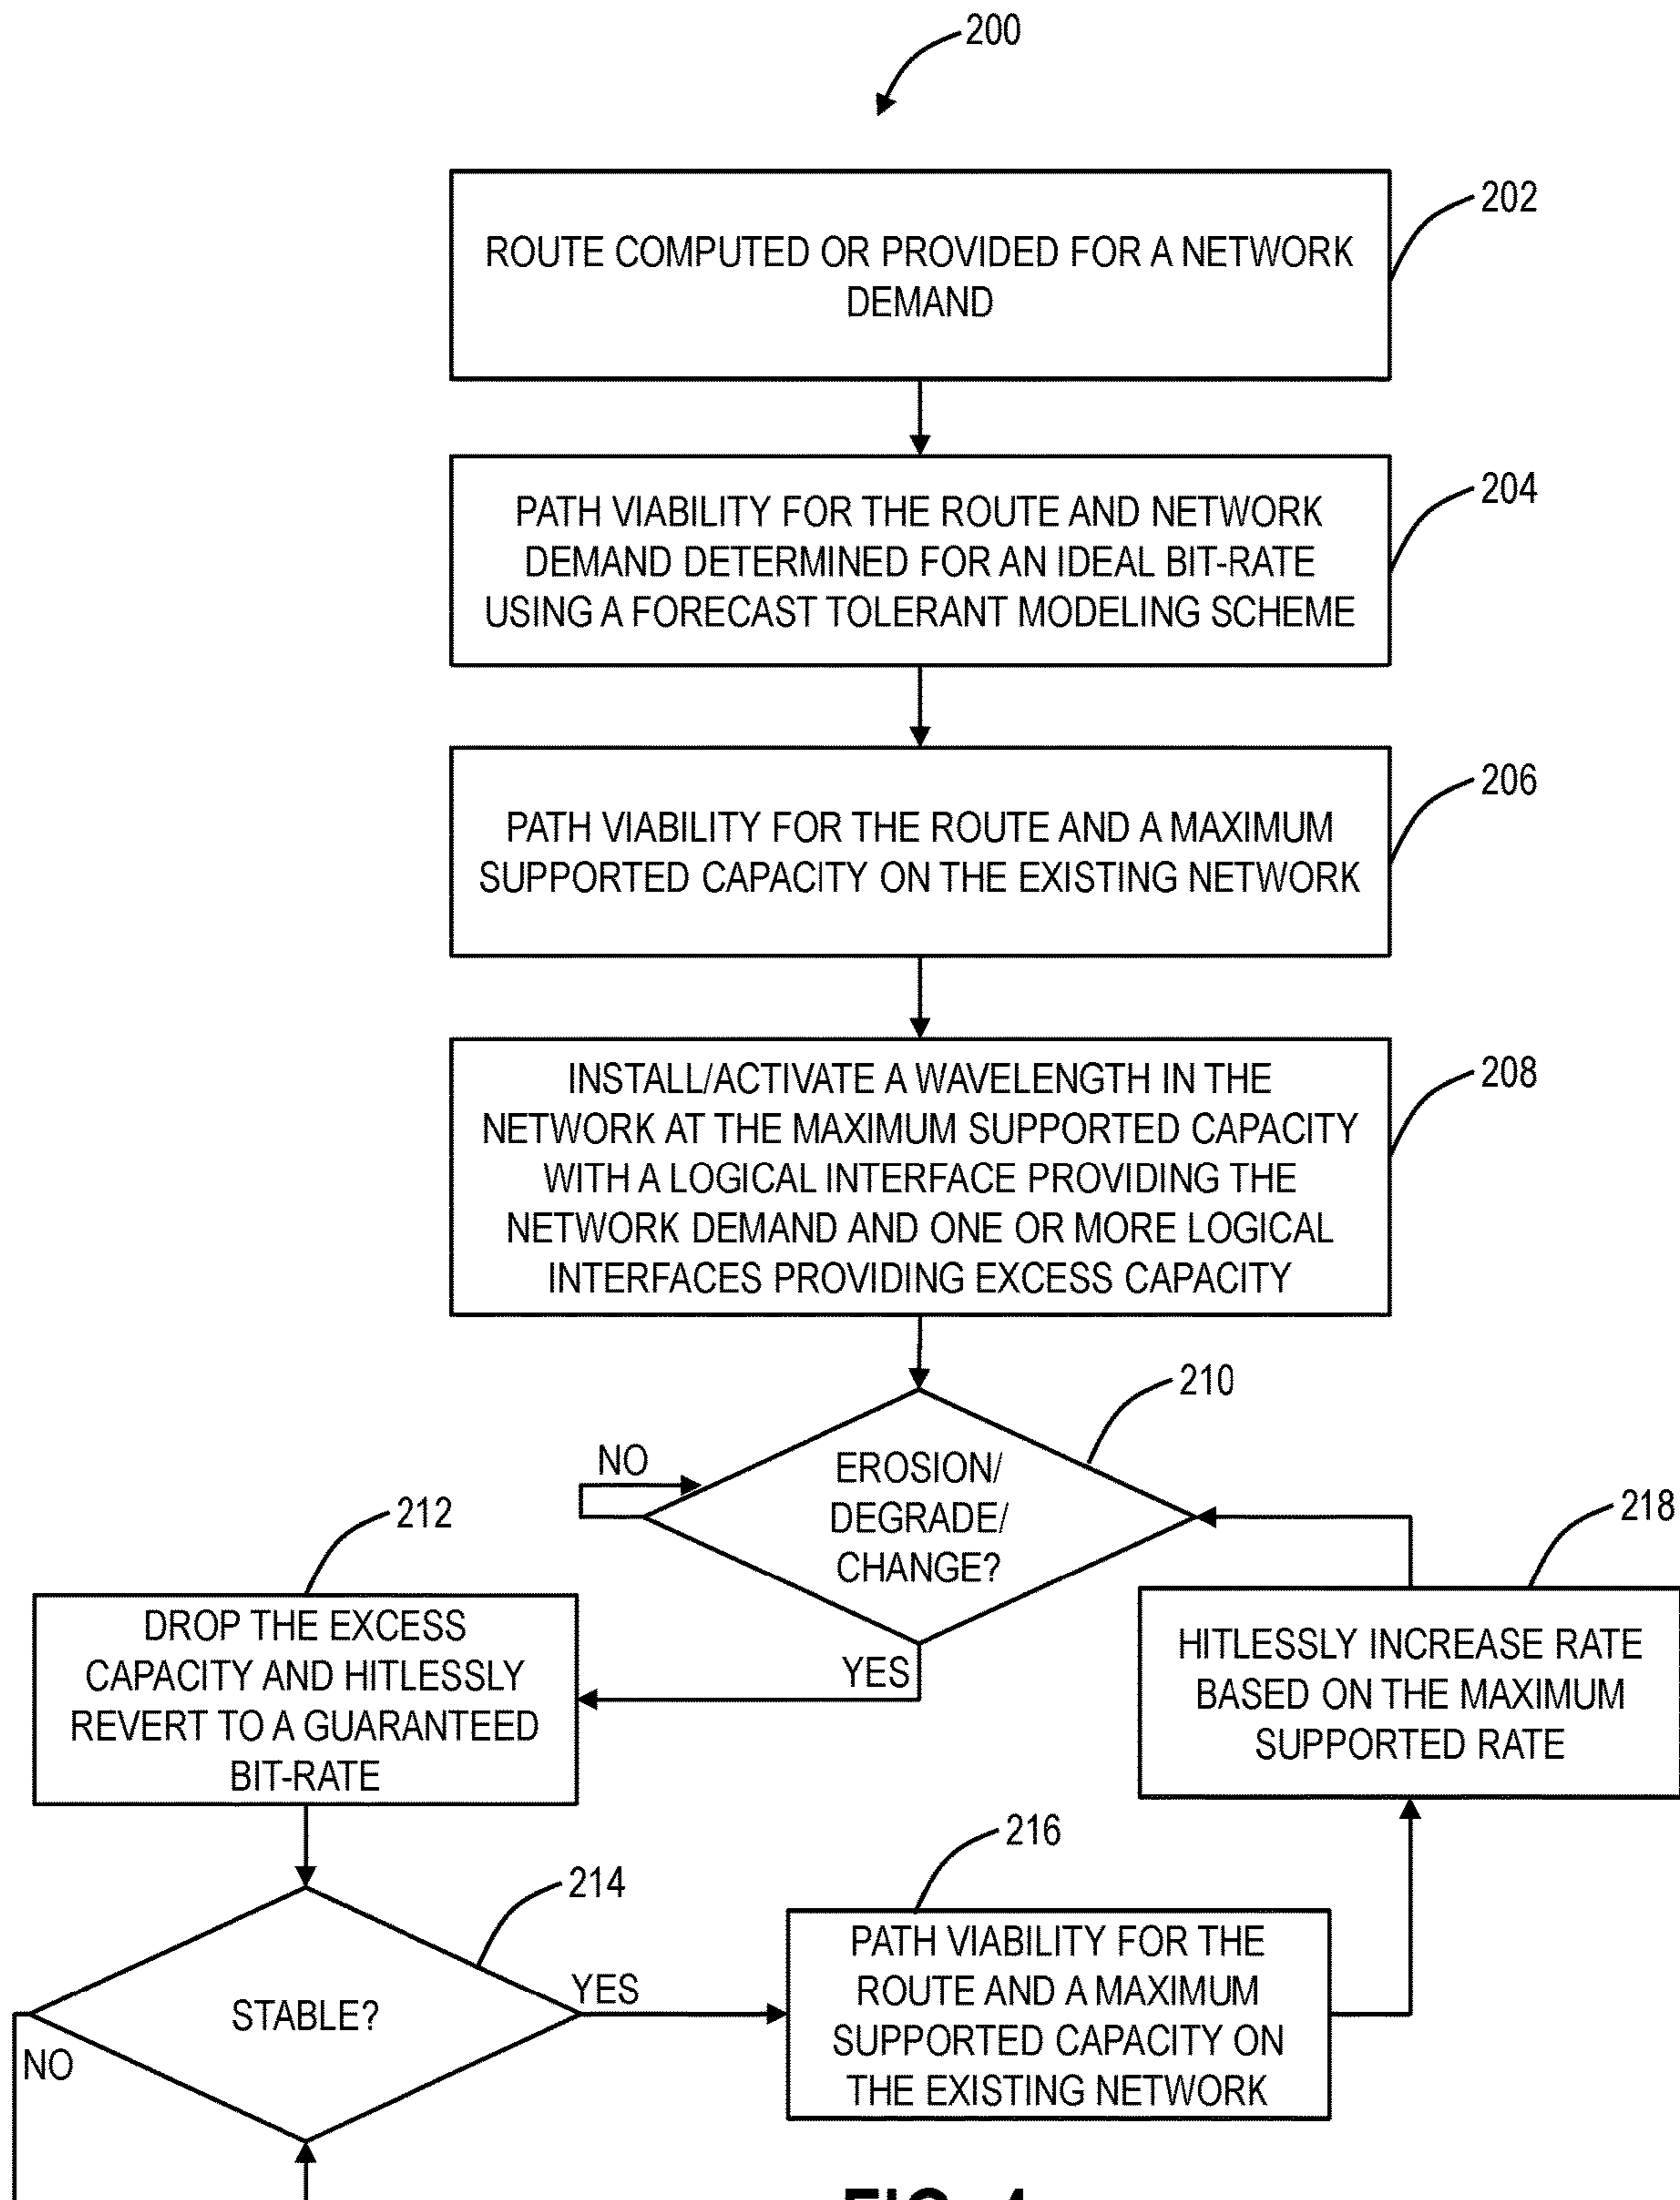 200
202
ROUTE COMPUTED OR PROVIDED FOR A NETWORK
DEMAND
204
PATH VIABILITY FOR THE ROUTE AND NETWORK
DEMAND DETERMINED FOR AN IDEAL BIT-RATE
USING A FORECAST TOLERANT MODELING SCHEME
206
PATH VIABILITY FOR THE ROUTE AND A MAXIMUM
SUPPORTED CAPACITY ON THE EXISTING NETWORK
208
INSTALL/ACTIVATE A WAVELENGTH IN THE
NETWORK AT THE MAXIMUM SUPPORTED CAPACITY
WITH A LOGICAL INTERFACE PROVIDING THE
NETWORK DEMAND AND ONE OR MORE LOGICAL
INTERFACES PROVIDING EXCESS CAPACITY
210
NO
EROSION/
DEGRADE/
CHANGE?
YES
212
DROP THE EXCESS
CAPACITY AND HITLESSLY
REVERT TO A GUARANTEED
BIT-RATE
218
HITLESSLY INCREASE RATE
BASED ON THE MAXIMUM
SUPPORTED RATE
214
STABLE?
YES
NO
216
PATH VIABILITY FOR THE
ROUTE AND A MAXIMUM
SUPPORTED CAPACITY ON
THE EXISTING NETWORK